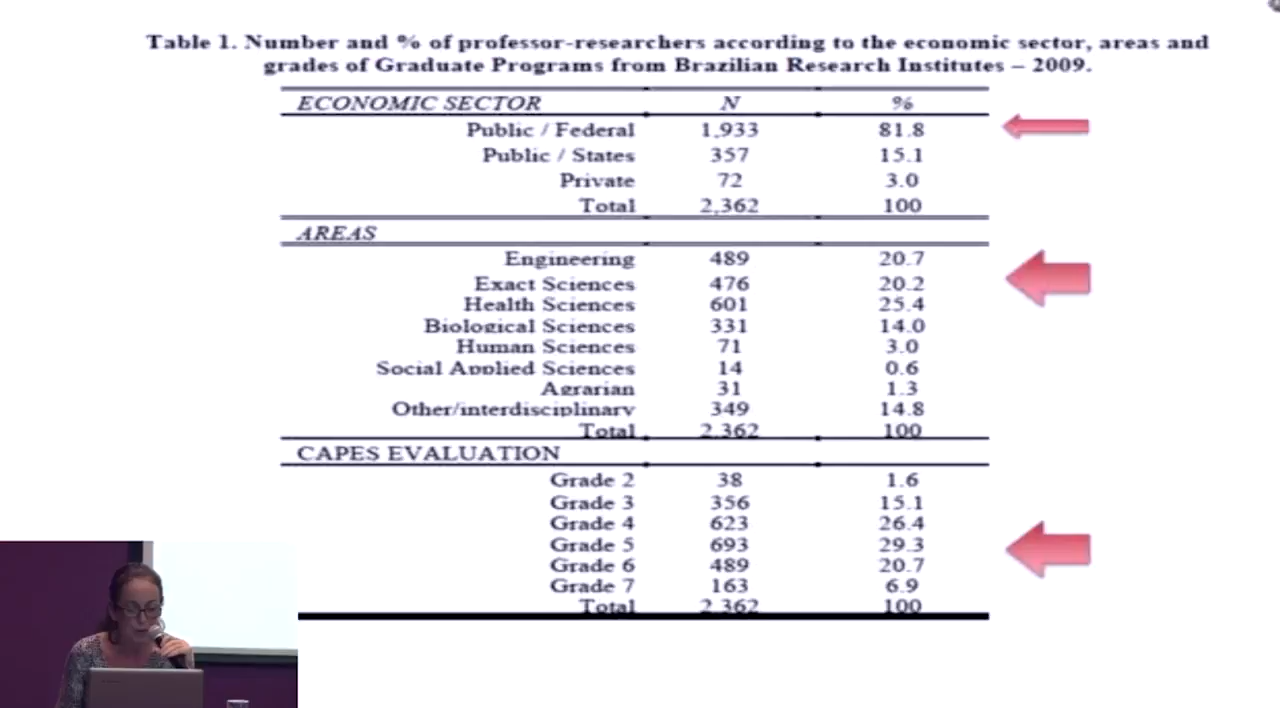 Table 1. Number and % of professor-researchers according to the economic sector, areas and
grades of Graduate Programs from Brazilian Research Institutes – 2009.
ECONOMIC SECTOR N %
Public / Federal 1,933 81.8
Public / States 357 15.1
Private 72 3.0
Total 2,362 100
AREAS
Engineering 489 20.7
Exact Sciences 476 20.2
Health Sciences 601 25.4
Biological Sciences 331 14.0
Human Sciences 71 3.0
Social Applied Sciences 14 0.6
Agrarian 31 1.3
Other/interdisciplinary 349 14.8
Total 2,362 100
CAPES EVALUATION
Grade 2 38 1.6
Grade 3 356 15.1
Grade 4 623 26.4
Grade 5 693 29.3
Grade 6 489 20.7
Grade 7 163 6.9
Total 2,362 100